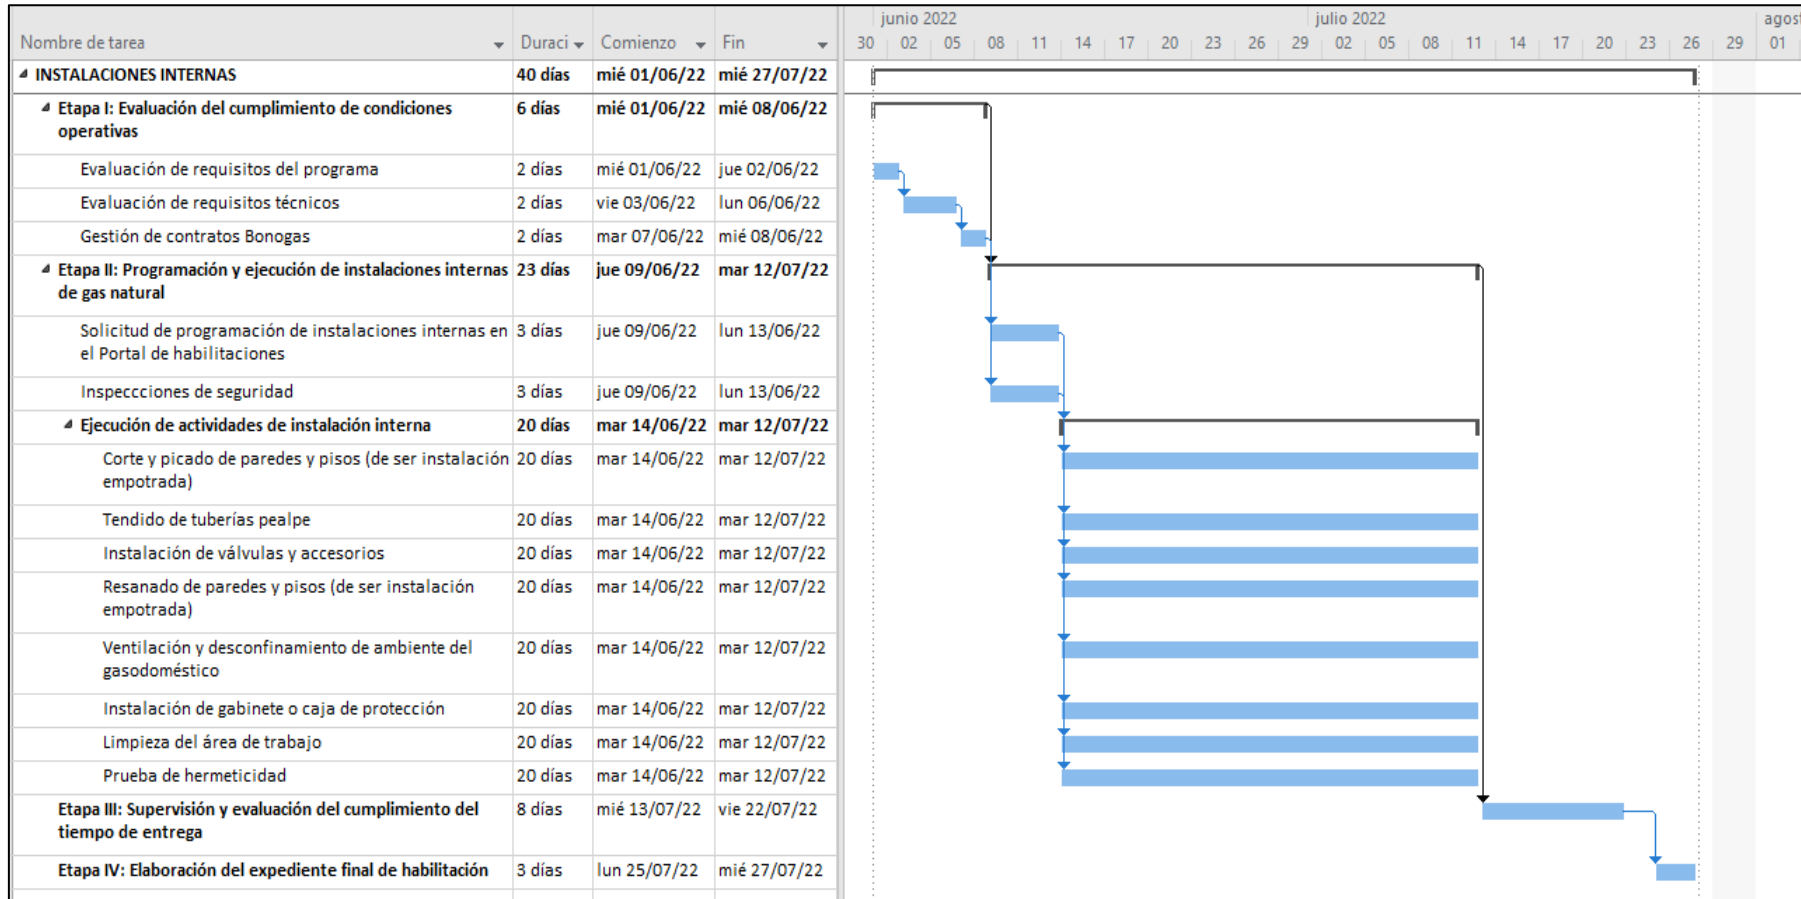 junio 2022 julio 2022 agos
Nombre de tarea Duraci Comienzo Fin 30 02 05 08 11 14 17 20 23 26 29 02 05 08 11 14 17 20 23 26 29 01
INSTALACIONES INTERNAS 40 días mié 01/06/22 mié 27/07/22
Etapa I: Evaluación del cumplimiento de condiciones 6 días mié 01/06/22 mié 08/06/22
operativas
Evaluación de requisitos del programa 2 días mié 01/06/22 jue 02/06/22
Evaluación de requisitos técnicos 2 días vie 03/06/22 lun 06/06/22
Gestión de contratos Bonogas 2 días mar 07/06/22 mié 08/06/22
Etapa II: Programación y ejecución de instalaciones internas 23 días jue 09/06/22 mar 12/07/22
de gas natural
Solicitud de programación de instalaciones internas en 3 días jue 09/06/22 lun 13/06/22
el Portal de habilitaciones
Inspeccciones de seguridad 3 días jue 09/06/22 lun 13/06/22
Ejecución de actividades de instalación interna 20 días mar 14/06/22 mar 12/07/22
Corte y picado de paredes y pisos (de ser instalación 20 días mar 14/06/22 mar 12/07/22
empotrada)
Tendido de tuberías pealpe 20 días mar 14/06/22 mar 12/07/22
Instalación de válvulas y accesorios 20 días mar 14/06/22 mar 12/07/22
Resanado de paredes y pisos (de ser instalación 20 días mar 14/06/22 mar 12/07/22
empotrada)
Ventilación y desconfinamiento de ambiente del 20 días mar 14/06/22 mar 12/07/22
gasodoméstico
Instalación de gabinete o caja de protección 20 días mar 14/06/22 mar 12/07/22
Limpieza del área de trabajo 20 días mar 14/06/22 mar 12/07/22
Prueba de hermeticidad 20 días mar 14/06/22 mar 12/07/22
Etapa III: Supervisión y evaluación del cumplimiento del 8 días mié 13/07/22 vie 22/07/22
tiempo de entrega
Etapa IV: Elaboración del expediente final de habilitación 3 días lun 25/07/22 mié 27/07/22